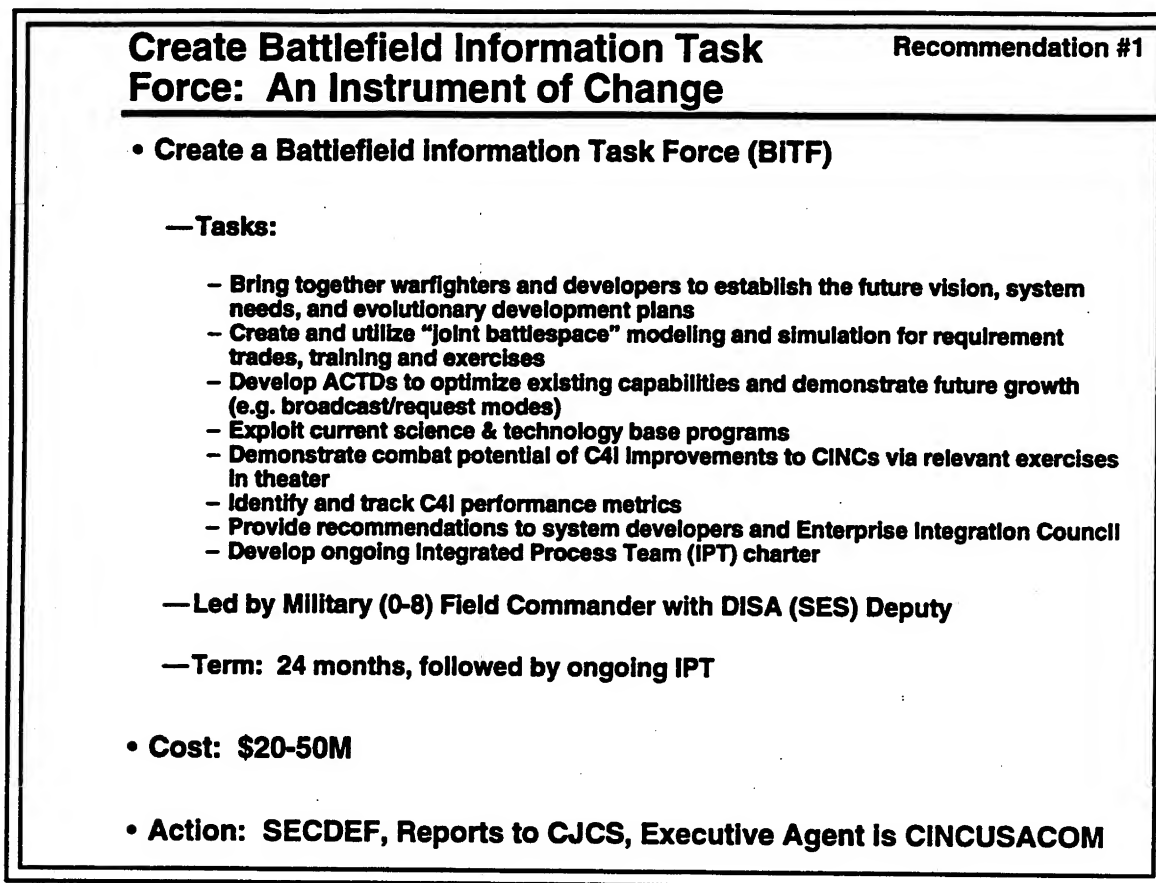 Create Battlefield Information Task Recommendation #1
Force: An Instrument of Change
• Create a Battlefield Information Task Force (BITF)
—Tasks:
– Bring together warfighters and developers to establish the future vision, system
needs, and evolutionary development plans
– Create and utilize "joint battlespace" modeling and simulation for requirement
trades, training and exercises
– Develop ACTDs to optimize existing capabilities and demonstrate future growth
(e.g. broadcast/request modes)
– Exploit current science & technology base programs
– Demonstrate combat potential of C4I improvements to CINCs via relevant exercises
in theater
– Identify and track C4I performance metrics
– Provide recommendations to system developers and Enterprise Integration Council
– Develop ongoing Integrated Process Team (IPT) charter
—Led by Military (0-8) Field Commander with DISA (SES) Deputy
—Term: 24 months, followed by ongoing IPT
• Cost: $20-50M
• Action: SECDEF, Reports to CJCS, Executive Agent is CINCUSACOM